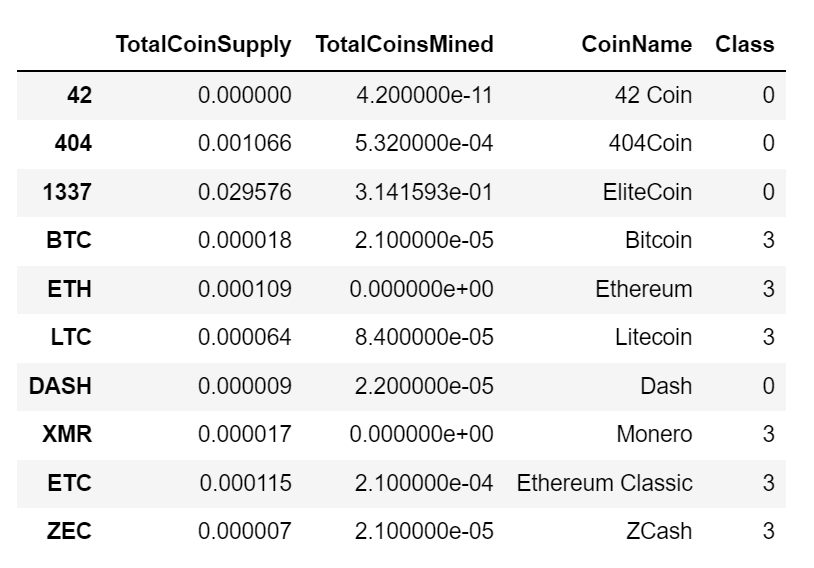 TotalCoinSupply TotalCoinsMined CoinName Class
42 0.000000 4.200000e-11 42 Coin 0
404 0.001066 5.320000e-04 404Coin 0
1337 0.029576 3.141593e-01 EliteCoin 0
BTC 0.000018 2.100000e-05 Bitcoin 3
ETH 0.000109 0.000000e+00 Ethereum 3
LTC 0.000064 8.400000e-05 Litecoin 3
DASH 0.000009 2.200000e-05 Dash 0
XMR 0.000017 0.000000e+00 Monero 3
ETC 0.000115 2.100000e-04 Ethereum Classic 3
ZEC 0.000007 2.100000e-05 ZCash 3